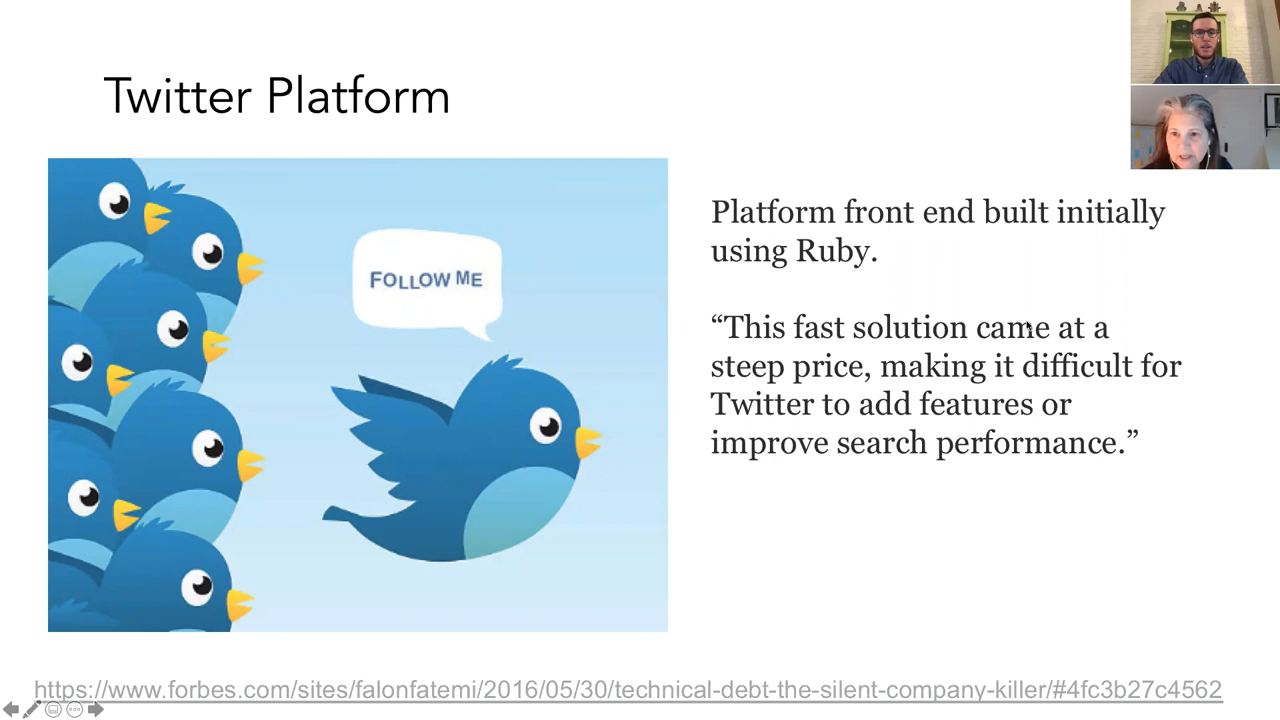 Twitter Platform
FOLLOW ME
Platform front end built initially
using Ruby.
“This fast solution came at a
steep price, making it difficult for
Twitter to add features or
improve search performance.”
https://www.forbes.com/sites/falonfatemi/2016/05/30/technical-debt-the-silent-company-killer/#4fc3b27c4562